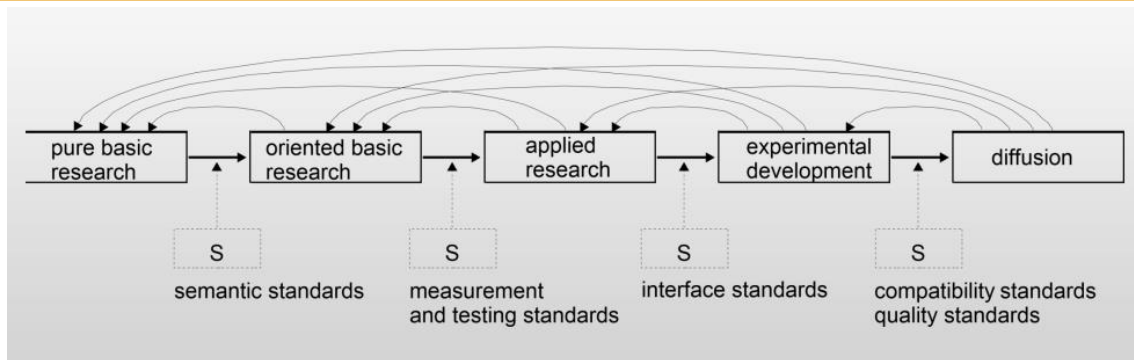 pure basic
research
oriented basic
research
applied
research
experimental
development
diffusion
S
S
S
S
semantic standards
measurement
and testing standards
interface standards
compatibility standards
quality standards